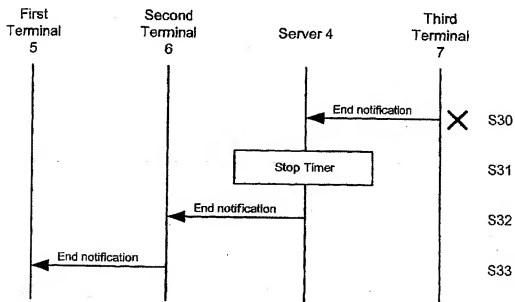 First
Terminal
5
Second
Terminal
6
Server 4
Third
Terminal
7
End notification
S30
Stop Timer
S31
End notification
S32
End notification
S33